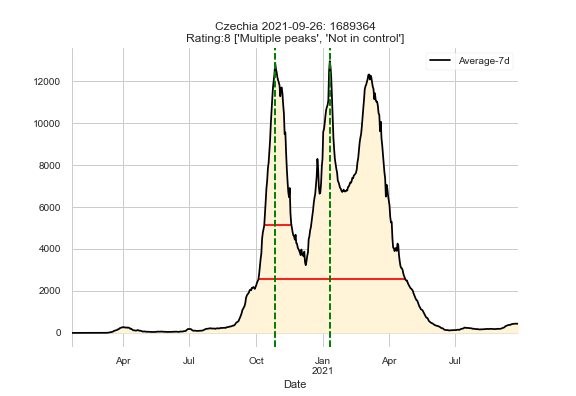 Czechia 2021-09-26: 1689364
Rating:8 ['Multiple peaks', 'Not in control']
Average-7d
12000
10000
8000
6000
4000
2000
0
Apr Jul Oct Jan Apr Jul
2021
Date